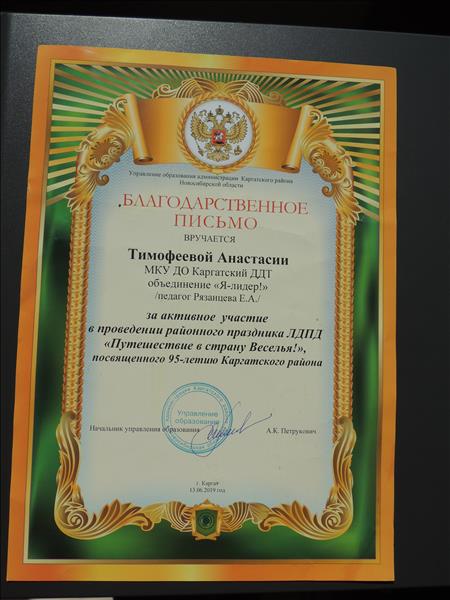 Управление образования администрации Каргатского района
Новосибирской области
БЛАГОДАРСТВЕННОЕ
ПИСЬМО
ВРУЧАЕТСЯ
Тимофеевой Анастасии
МКУ ДО Каргатский ДДТ
объединение «Я-лидер!»
/педагог Рязанцева Е.А./
за активное участие
в проведении районного праздника ЛДПД
«Путешествие в страну Веселья!»,
посвященного 95-летию Каргатского района
Управление
образования
Начальник управления образования А.К. Петрукович
г. Каргат
13.06.2019 год